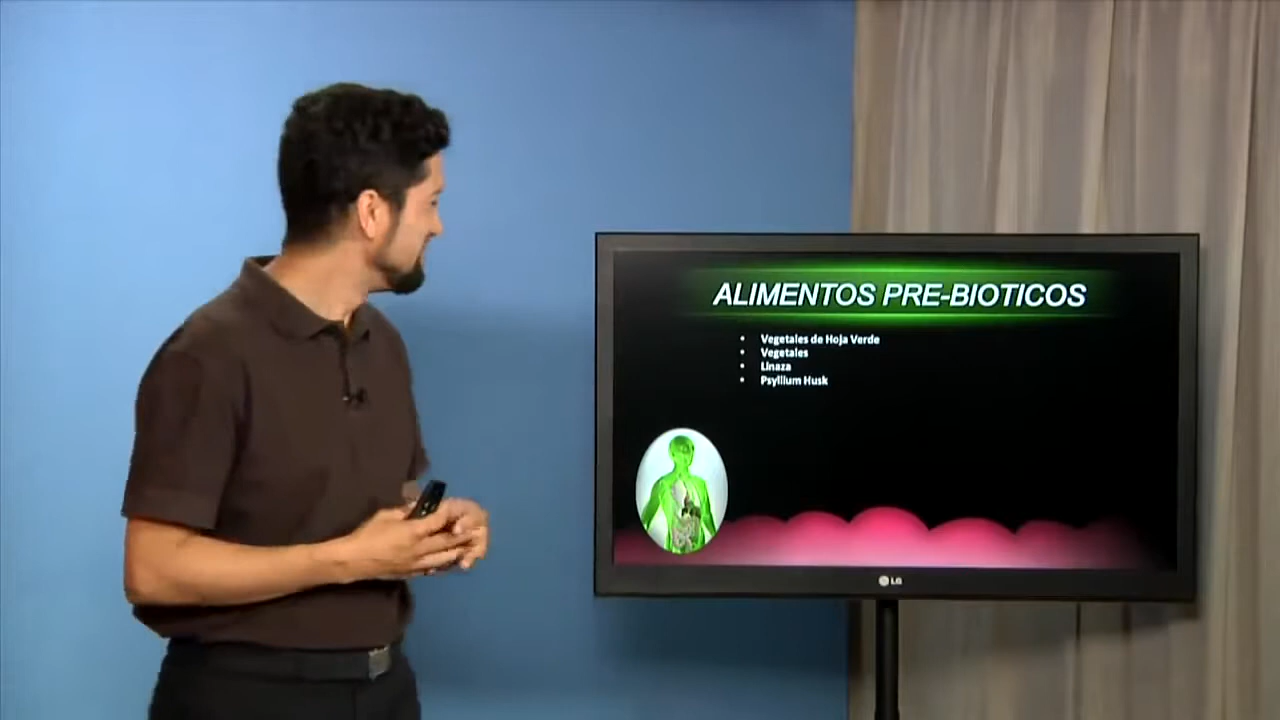 ALIMENTOS PRE-BIOTICOS
• Vegetales de Hoja Verde
• Vegetales
• Linaza
• Psyllium Husk
LG